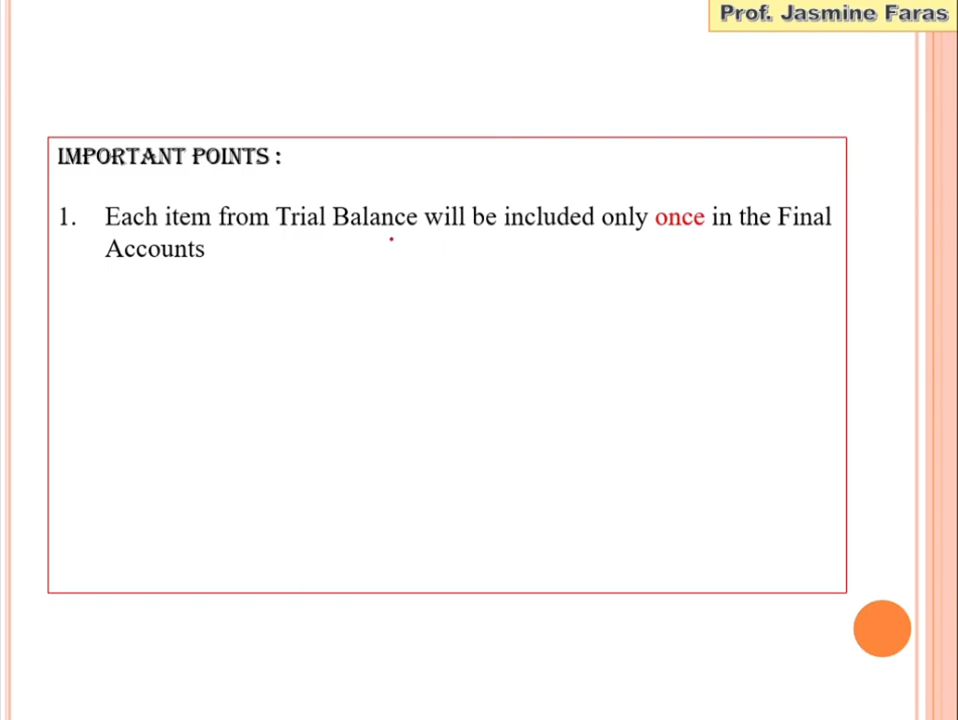 Prof. Jasmine Faras
IMPORTANT POINTS :
1. Each item from Trial Balance will be included only once in the Final
Accounts